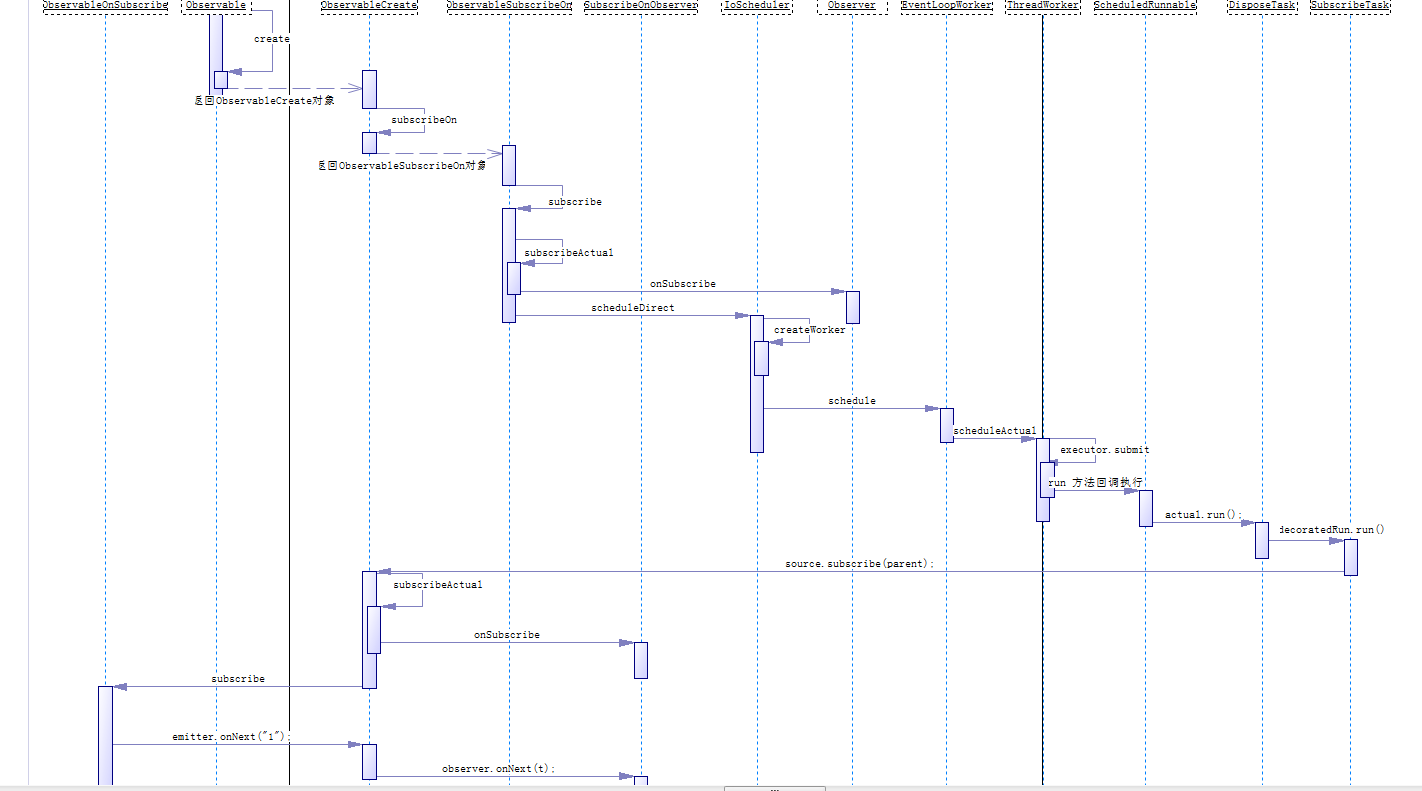 ObservableOnSubscribe Observable ObservableCreate ObservableSubscribeOn SubscribeOnObserver IoScheduler Observer EventLoopWorker ThreadWorker ScheduledRunnable DisposeTask SubscribeTask
create
返回ObservableCreate对象
subscribeOn
返回ObservableSubscribeOn对象
subscribe
subscribeActual
onSubscribe
scheduleDirect
createWorker
schedule
scheduleActual
executor.submit
run 方法回调执行
actual.run();
decoratedRun.run()
source.subscribe(parent);
subscribeActual
onSubscribe
subscribe
emitter.onNext("1");
observer.onNext(t);